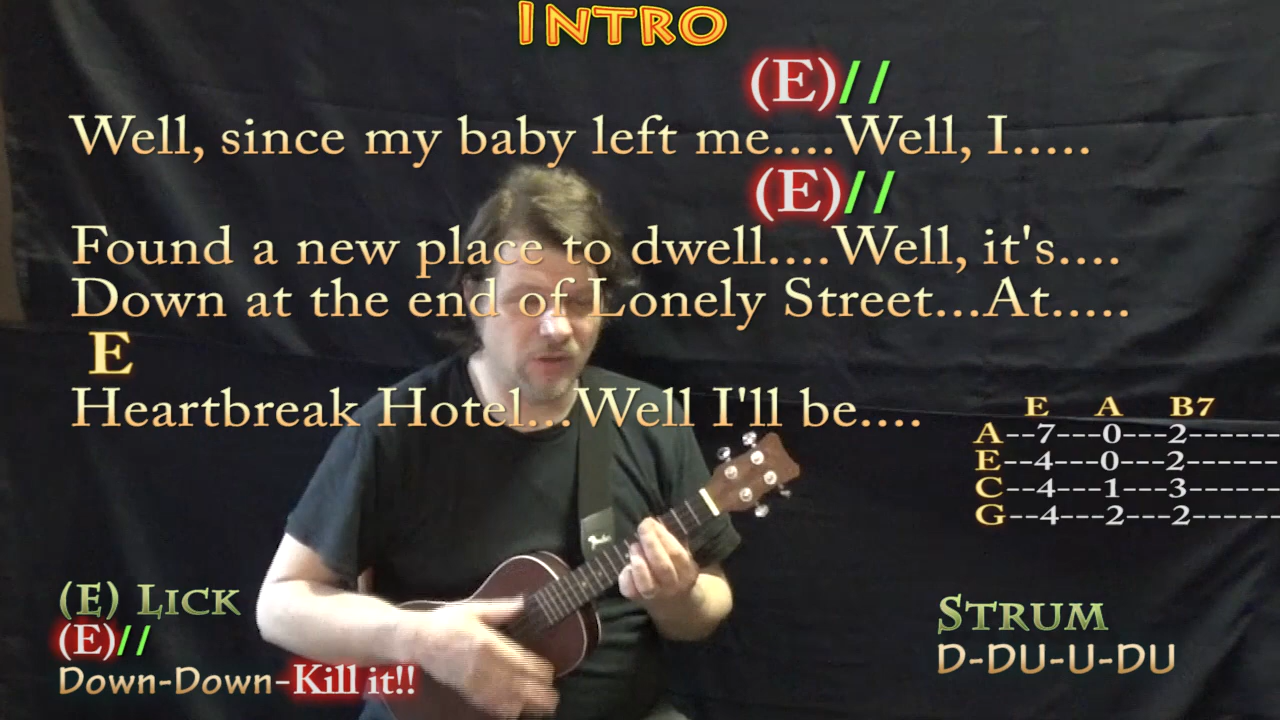 INTRO
(E)//
Well, since my baby left me....Well, I.....
(E)//
Found a new place to dwell....Well, it's....
Down at the end of Lonely Street...At.....
E
Heartbreak Hotel...Well I'll be....
E A B7
A--7---0---2------
E--4---0---2------
C--4---1---3------
G--4---2---2------
(E) LICK
(E)//
Down-Down-Kill it!!
STRUM
D-DU-U-DU
Fender